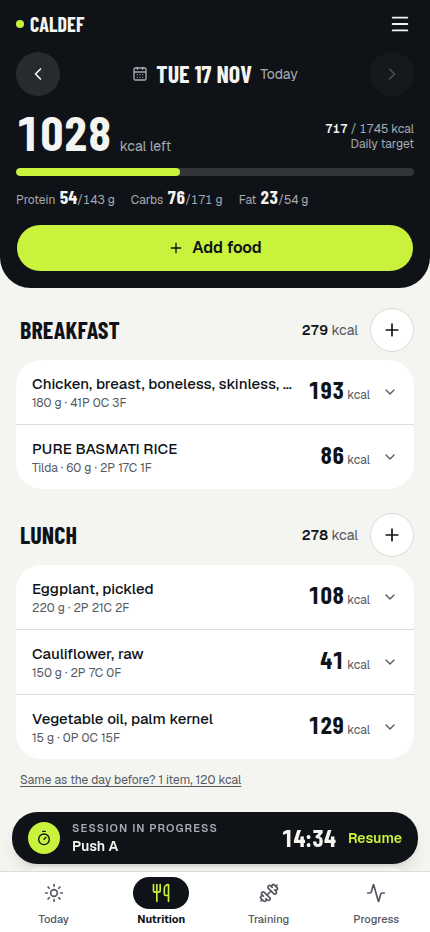 CALDEF
TUE 17 NOV Today
1028 kcal left
717 / 1745 kcal
Daily target
Protein 54/143 g Carbs 76/171 g Fat 23/54 g
+ Add food
BREAKFAST 279 kcal
Chicken, breast, boneless, skinless, ... 193 kcal
180 g · 41P 0C 3F
PURE BASMATI RICE 86 kcal
Tilda · 60 g · 2P 17C 1F
LUNCH 278 kcal
Eggplant, pickled 108 kcal
220 g · 2P 21C 2F
Cauliflower, raw 41 kcal
150 g · 2P 7C 0F
Vegetable oil, palm kernel 129 kcal
15 g · 0P 0C 15F
Same as the day before? 1 item, 120 kcal
SESSION IN PROGRESS
Push A 14:34 Resume
Today Nutrition Training Progress